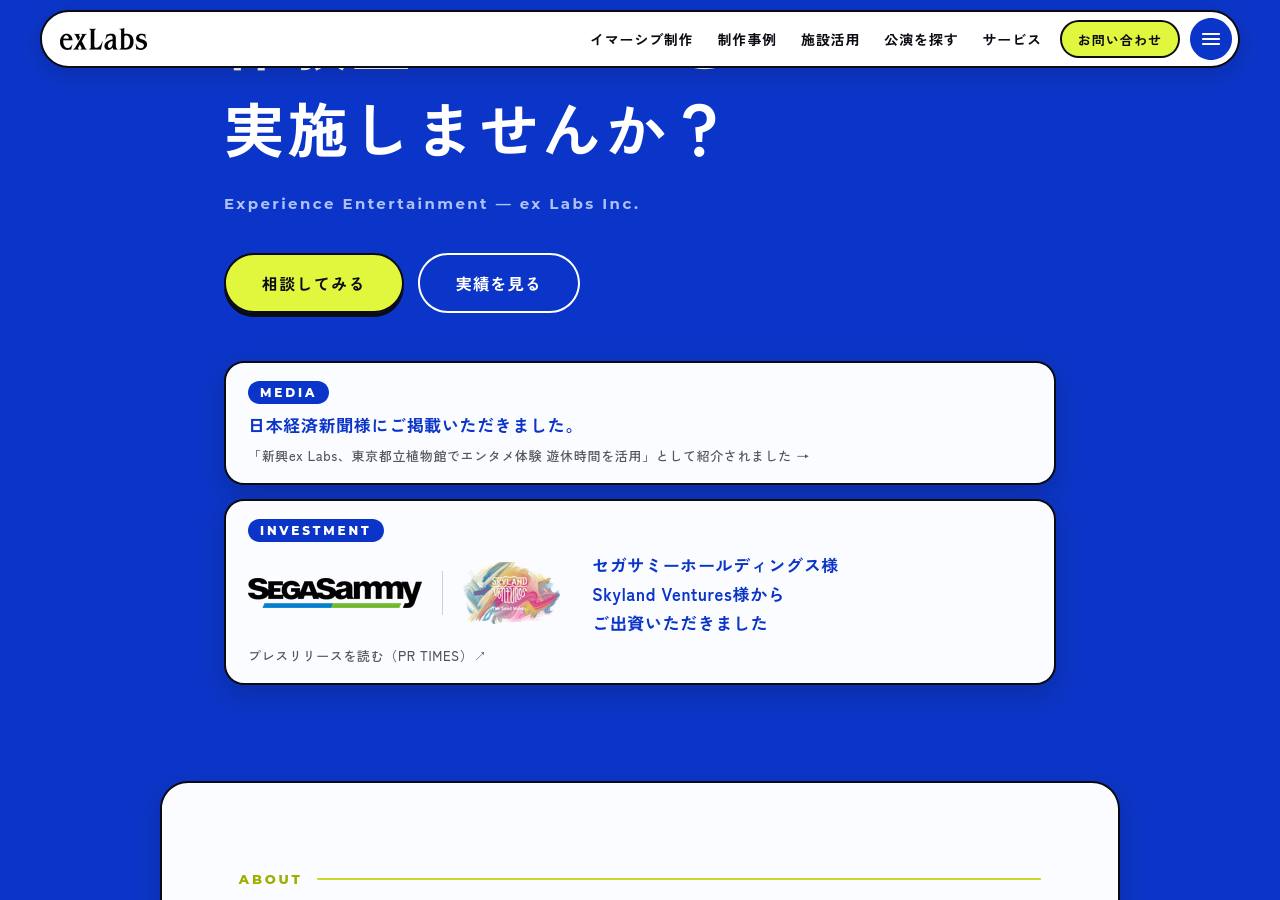 exLabs
イマーシブ制作
制作事例
施設活用
公演を探す
サービス
お問い合わせ
実施しませんか？
Experience Entertainment — ex Labs Inc.
相談してみる
実績を見る
MEDIA
日本経済新聞様にご掲載いただきました。
「新興ex Labs、東京都立植物館でエンタメ体験 遊休時間を活用」として紹介されました →
INVESTMENT
SEGASammy
SKYLAND
VENTURES
The Seed Maker
セガサミーホールディングス様
Skyland Ventures様から
ご出資いただきました
プレスリリースを読む（PR TIMES）↗
ABOUT